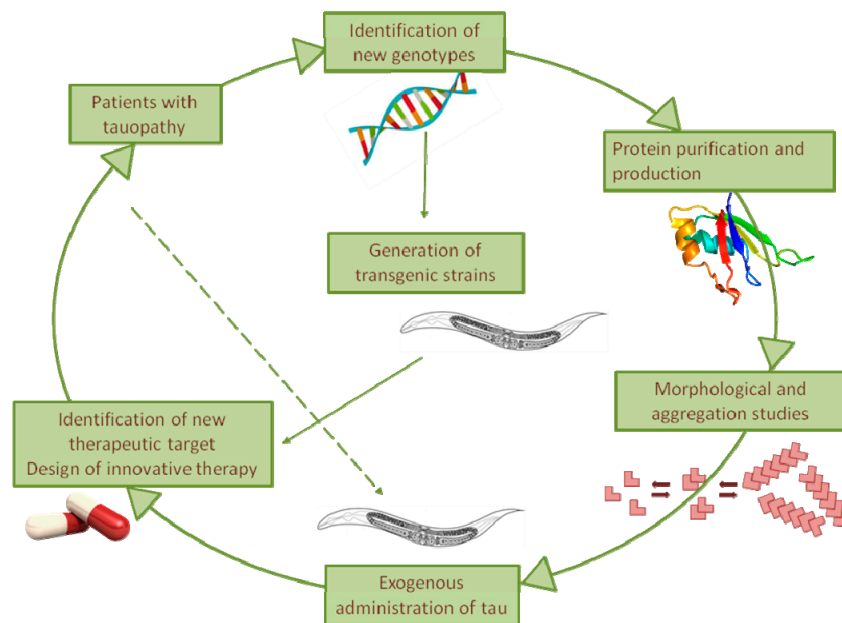 Identification of
new genotypes
Patients with
tauopathy
Protein purification and
production
Generation of
transgenic strains
Morphological and
aggregation studies
Identification of new
therapeutic target
Design of innovative therapy
Exogenous
administration of tau